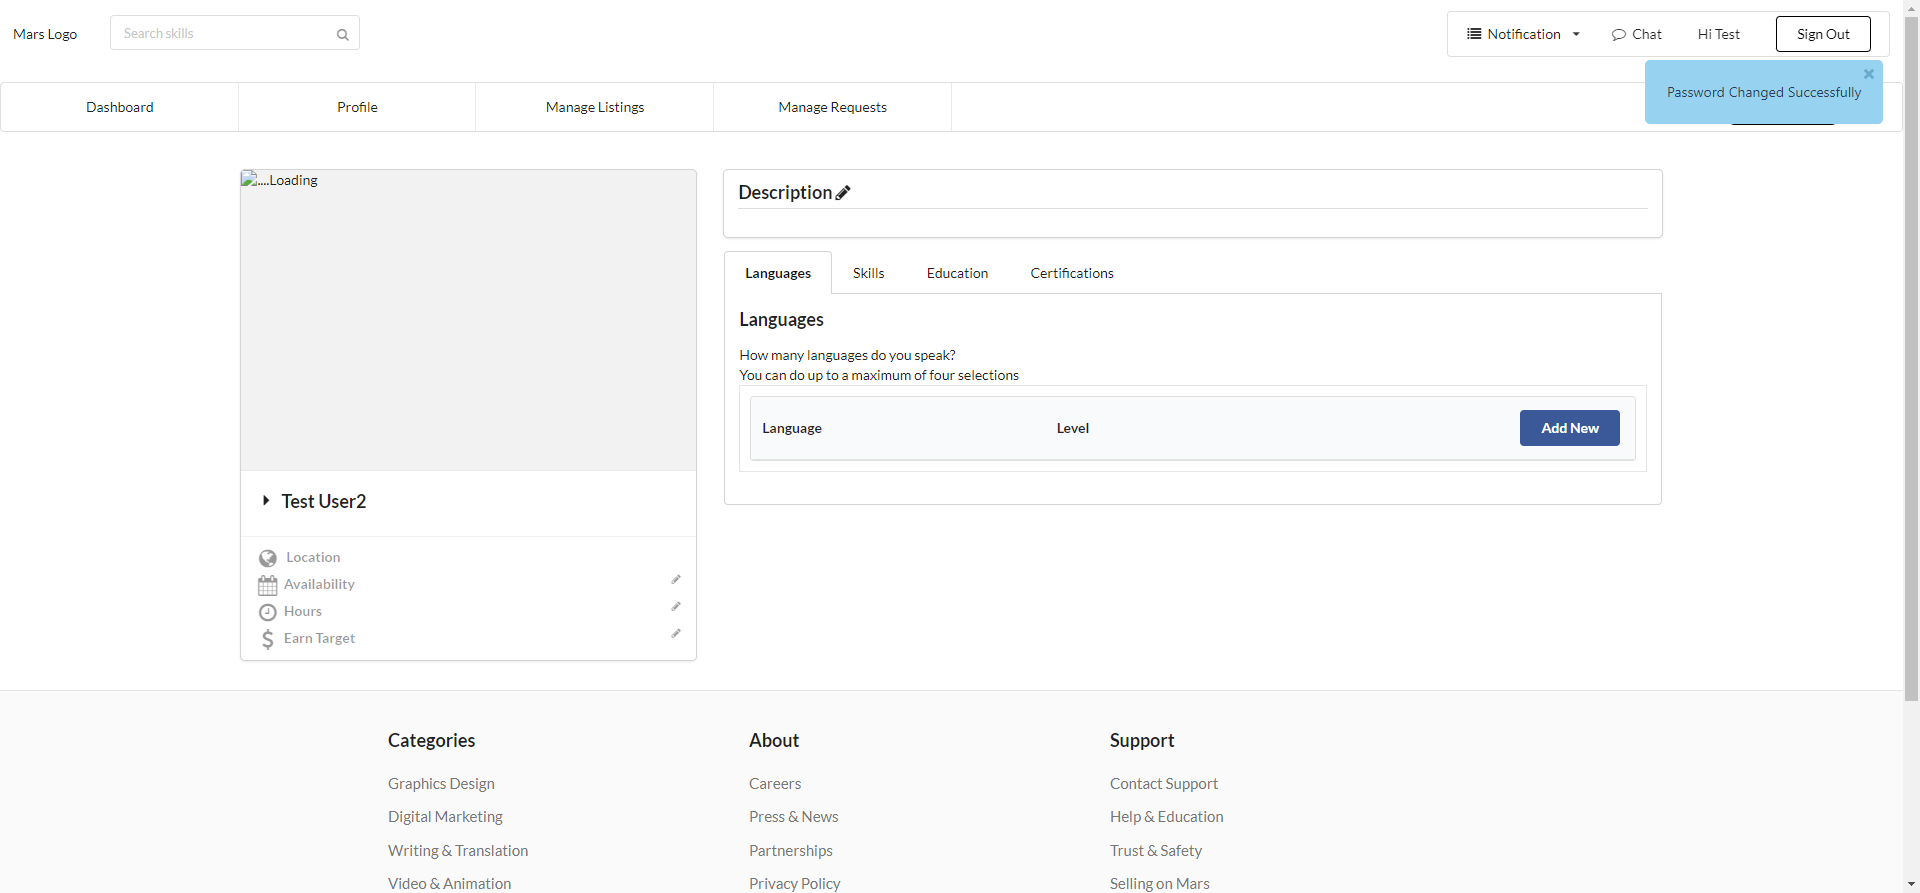 Mars Logo
Search skills
Notification
Chat
Hi Test
Sign Out
Password Changed Successfully
Dashboard
Profile
Manage Listings
Manage Requests
....Loading
Test User2
Location
Availability
Hours
Earn Target
Description
Languages
Skills
Education
Certifications
Languages
How many languages do you speak?
You can do up to a maximum of four selections
Language
Level
Add New
Categories
Graphics Design
Digital Marketing
Writing & Translation
Video & Animation
About
Careers
Press & News
Partnerships
Privacy Policy
Support
Contact Support
Help & Education
Trust & Safety
Selling on Mars